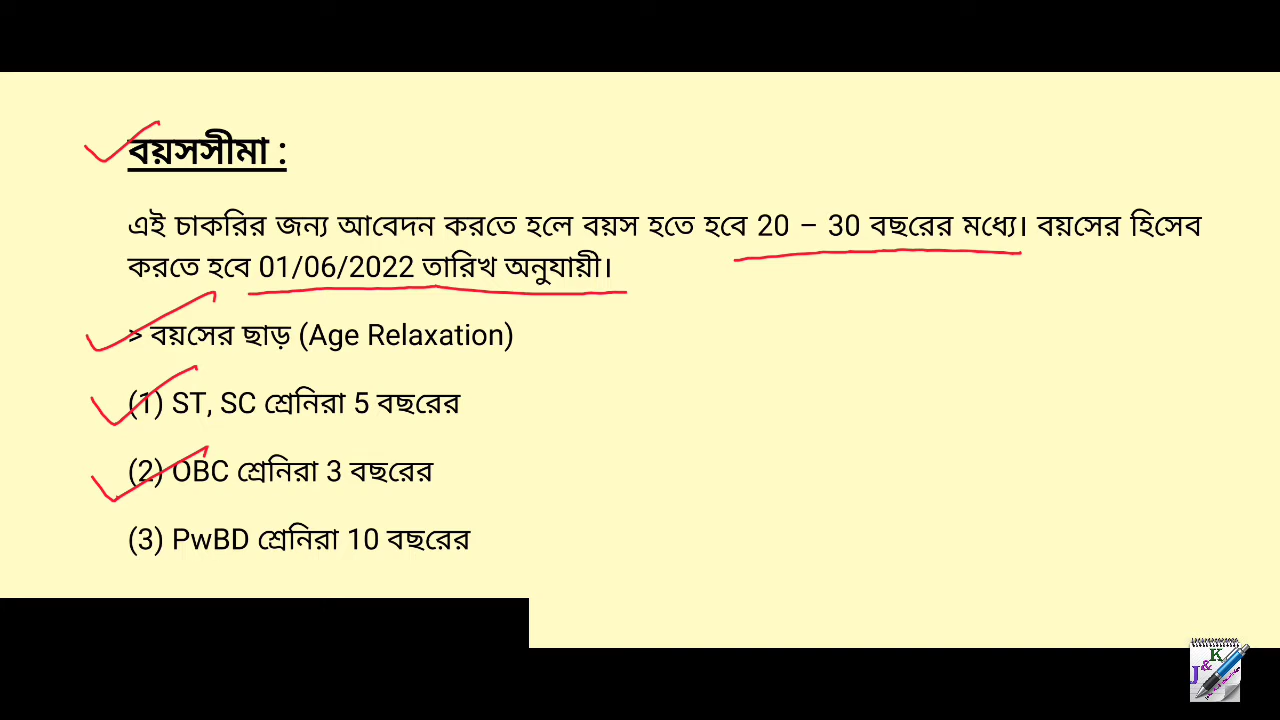 বয়সসীমা :
এই চাকরির জন্য আবেদন করতে হলে বয়স হতে হবে 20 – 30 বছরের মধ্যে। বয়সের হিসেব
করতে হবে 01/06/2022 তারিখ অনুযায়ী।
> বয়সের ছাড় (Age Relaxation)
(1) ST, SC শ্রেনিরা 5 বছরের
(2) OBC শ্রেনিরা 3 বছরের
(3) PwBD শ্রেনিরা 10 বছরের
J&K